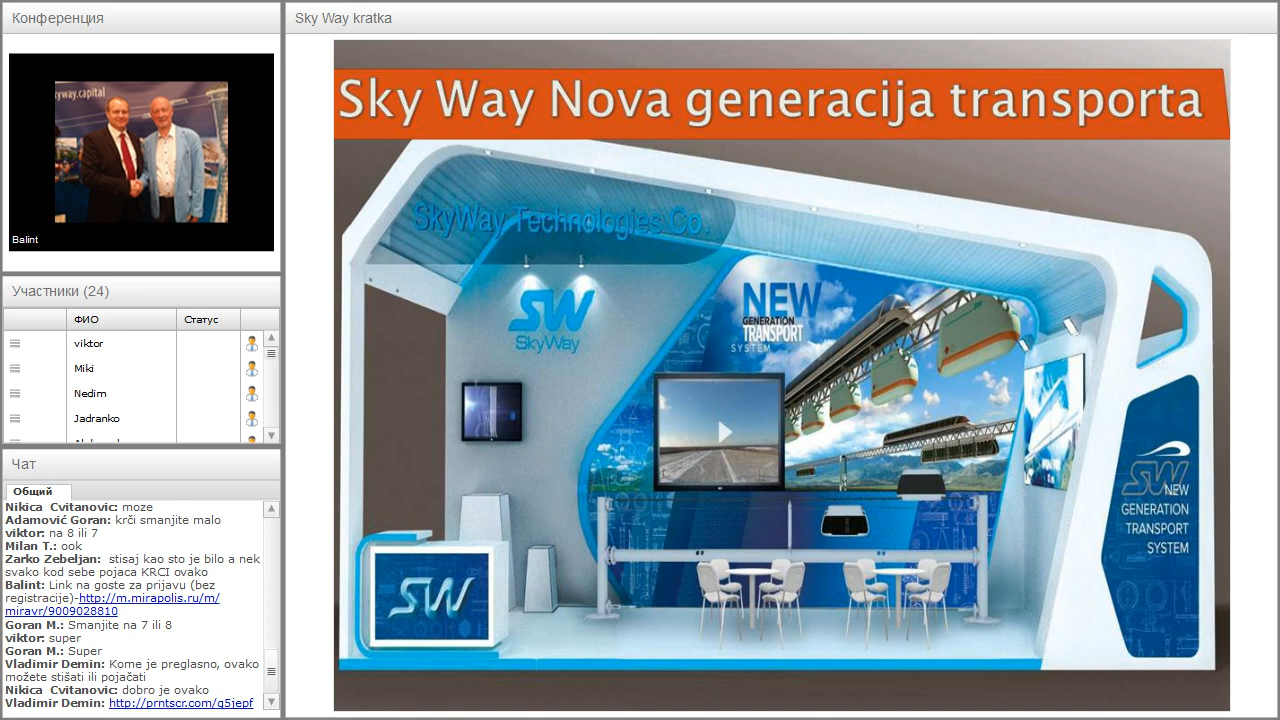 Конференция
yway.capital
Balint
Участники (24)
ФИО
Статус
viktor
Miki
Nedim
Jadranko
Чат
Общий
Nikica Cvitanovic: moze
Adamović Goran: krči smanjite malo
viktor: na 8 ili 7
Milan T.: ook
Zarko Zebeljan: stisaj kao sto je bilo a nek
svako kod sebe pojaca KRCI ovako
Balint: Link na goste za prijavu (bez
registracije)-http://m.mirapolis.ru/m/
miravr/9009028810
Goran M.: Smanjite na 7 ili 8
viktor: super
Goran M.: Super
Vladimir Demin: Kome je preglasno, ovako
možete stišati ili pojačati
Nikica Cvitanovic: dobro je ovako
Vladimir Demin: http://prntscr.com/q5jepf
Sky Way kratka
Sky Way Nova generacija transporta
SkyWay Technologies Co.
SW
SkyWay
NEW
GENERATION
TRANSPORT
SYSTEM
SW
SW
NEW
GENERATION
TRANSPORT
SYSTEM